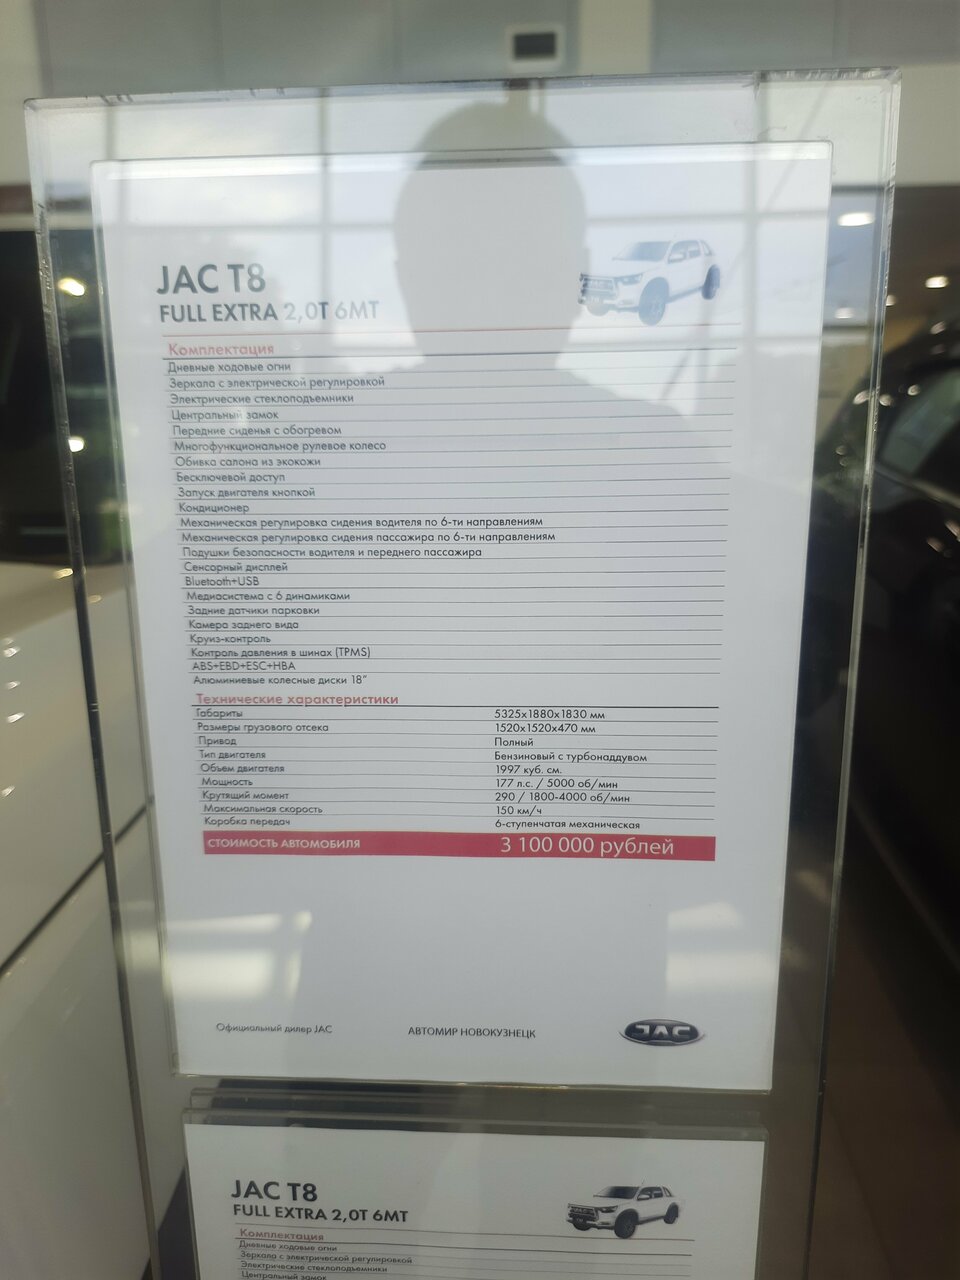 JAC T8
FULL EXTRA 2,0T 6MT
Комплектация
Дневные ходовые огни
Зеркала с электрической регулировкой
Электрические стеклоподъемники
Центральный замок
Передние сиденья с обогревом
Многофункциональное рулевое колесо
Обивка салона из экокожи
Бесключевой доступ
Запуск двигателя кнопкой
Кондиционер
Механическая регулировка сидения водителя по 6-ти направлениям
Механическая регулировка сидения пассажира по 6-ти направлениям
Подушки безопасности водителя и переднего пассажира
Сенсорный дисплей
Bluetooth+USB
Медиасистема с 6 динамиками
Задние датчики парковки
Камера заднего вида
Круиз-контроль
Контроль давления в шинах (TPMS)
ABS+EBD+ESC+HBA
Алюминиевые колесные диски 18”
Технические характеристики
Габариты 5325x1880x1830 мм
Размеры грузового отсека 1520x1520x470 мм
Привод Полный
Тип двигателя Бензиновый с турбонаддувом
Объем двигателя 1997 куб. см.
Мощность 177 л.с. / 5000 об/мин
Крутящий момент 290 / 1800-4000 об/мин
Максимальная скорость 150 км/ч
Коробка передач 6-ступенчатая механическая
СТОИМОСТЬ АВТОМОБИЛЯ 3 100 000 рублей
Официальный дилер JAC АВТОМИР НОВОКУЗНЕЦК JAC
JAC T8
FULL EXTRA 2,0T 6MT
Комплектация
Дневные ходовые огни
Зеркала с электрической регулировкой
Электрические стеклоподъемники
Центральный замок